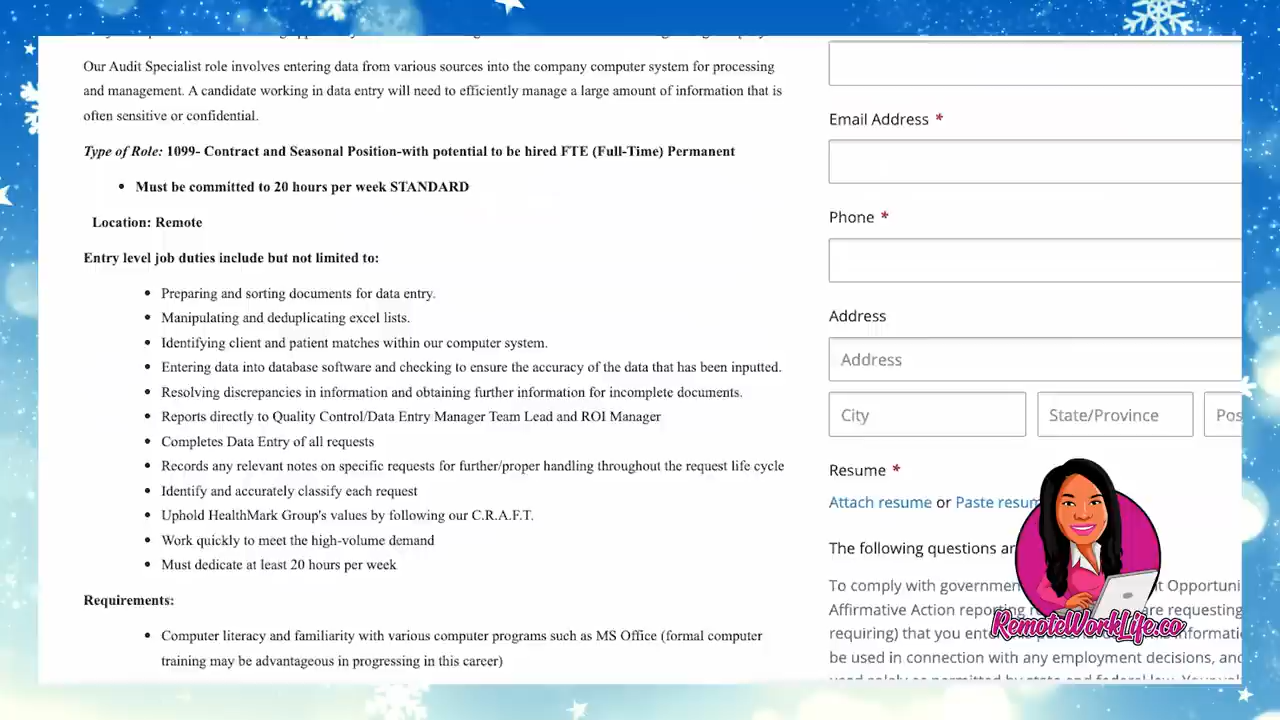 Our Audit Specialist role involves entering data from various sources into the company computer system for processing
and management. A candidate working in data entry will need to efficiently manage a large amount of information that is
often sensitive or confidential.
Type of Role: 1099- Contract and Seasonal Position-with potential to be hired FTE (Full-Time) Permanent
• Must be committed to 20 hours per week STANDARD
Location: Remote
Entry level job duties include but not limited to:
• Preparing and sorting documents for data entry.
• Manipulating and deduplicating excel lists.
• Identifying client and patient matches within our computer system.
• Entering data into database software and checking to ensure the accuracy of the data that has been inputted.
• Resolving discrepancies in information and obtaining further information for incomplete documents.
• Reports directly to Quality Control/Data Entry Manager Team Lead and ROI Manager
• Completes Data Entry of all requests
• Records any relevant notes on specific requests for further/proper handling throughout the request life cycle
• Identify and accurately classify each request
• Uphold HealthMark Group's values by following our C.R.A.F.T.
• Work quickly to meet the high-volume demand
• Must dedicate at least 20 hours per week
Requirements:
• Computer literacy and familiarity with various computer programs such as MS Office (formal computer
training may be advantageous in progressing in this career)
Email Address *
Phone *
Address
Address
City State/Province
Resume *
Attach resume or Paste
The following questions
To comply with Opportuni
Affirmative Action reporting are requesting
requiring) that you
be used in connection with any employment decisions, and
RemoteWorkLife.co